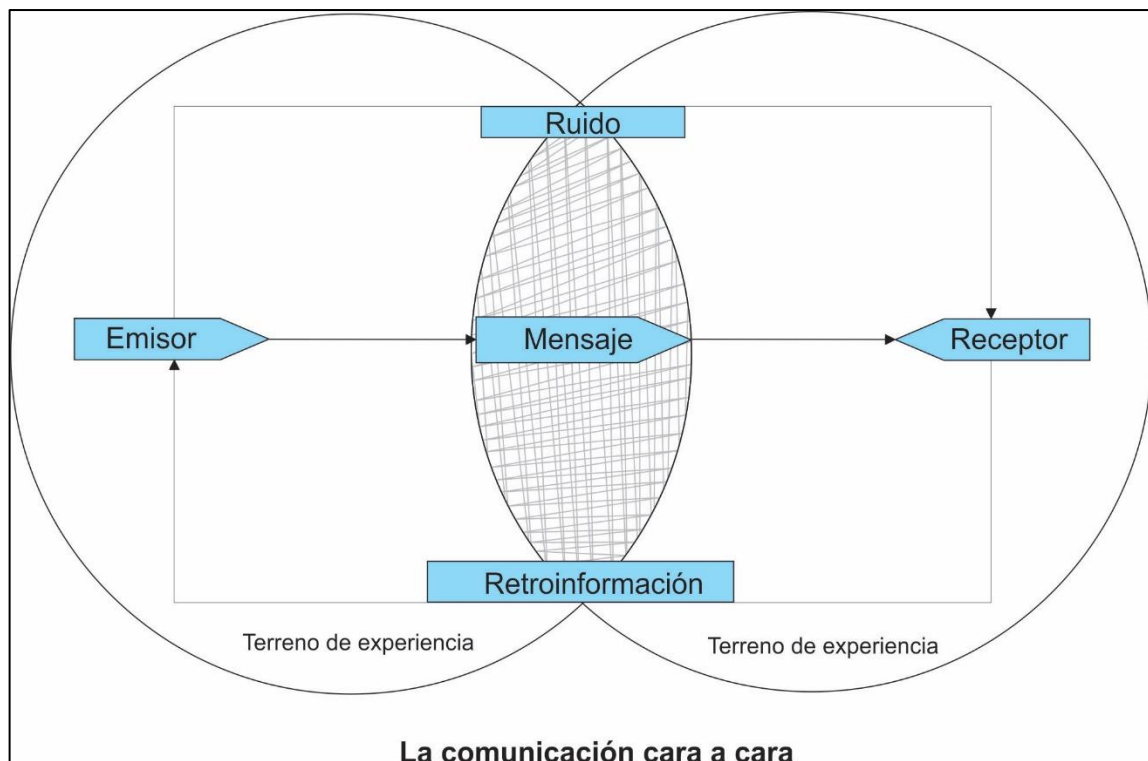 Ruido
Emisor
Mensaje
Receptor
Retroinformación
Terreno de experiencia
Terreno de experiencia
La comunicación cara a cara